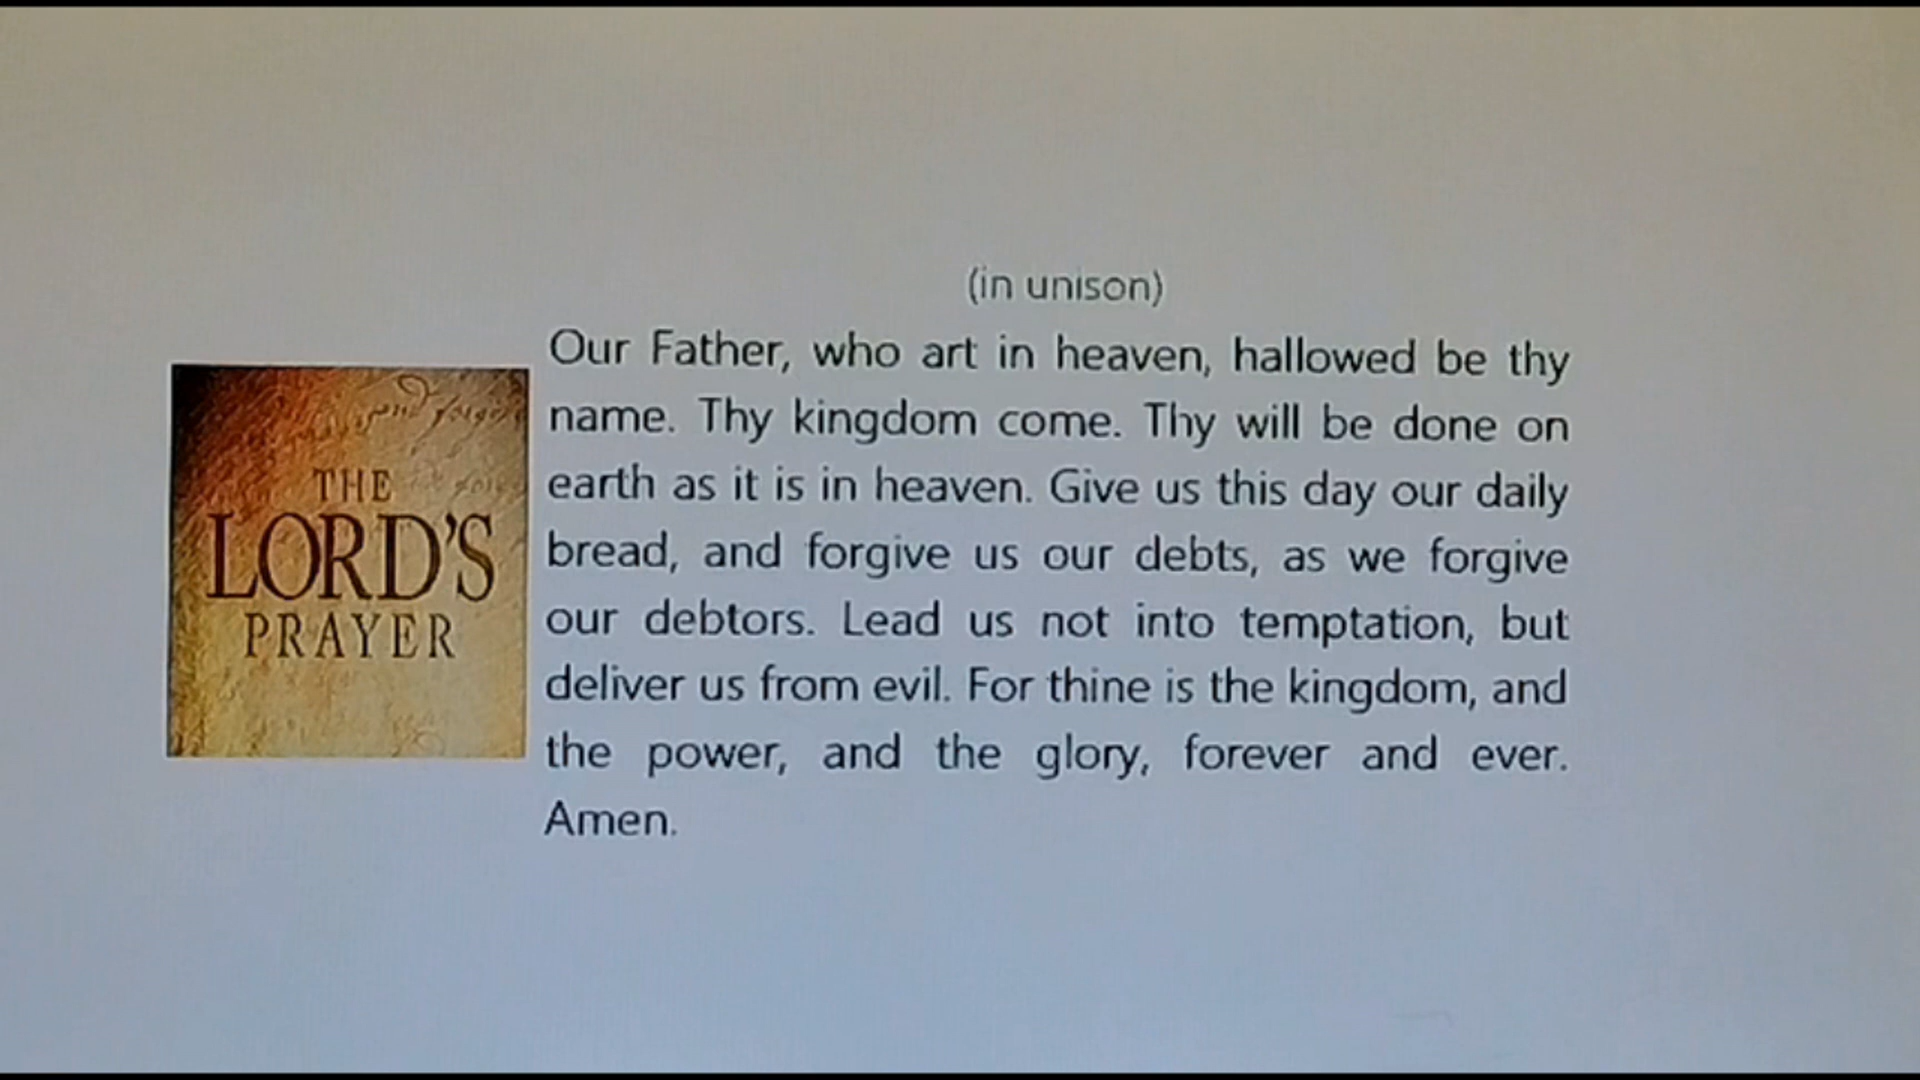 (in unison)
Our Father, who art in heaven, hallowed be thy
name. Thy kingdom come. Thy will be done on
earth as it is in heaven. Give us this day our daily
bread, and forgive us our debts, as we forgive
our debtors. Lead us not into temptation, but
deliver us from evil. For thine is the kingdom, and
the power, and the glory, forever and ever.
Amen.
and forgive
THE
LORD'S
PRAYER